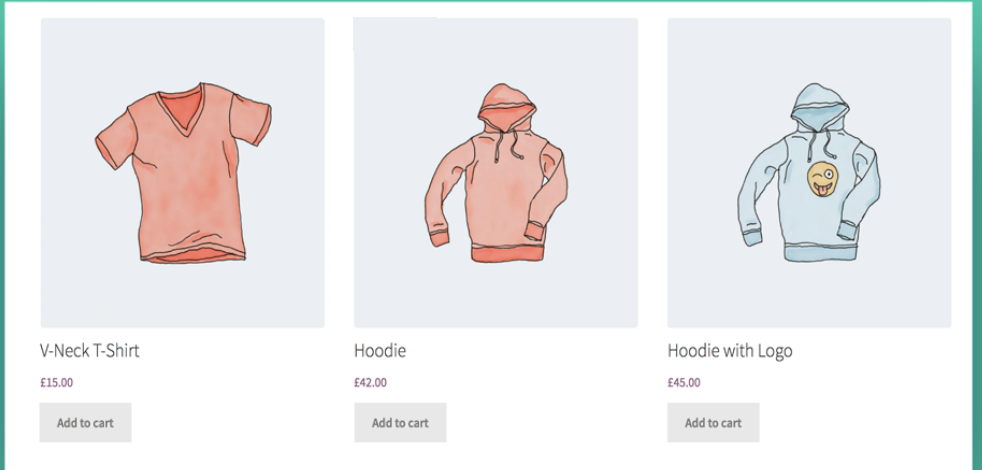 V-Neck T-Shirt
£15.00
Add to cart
Hoodie
£42.00
Add to cart
Hoodie with Logo
£45.00
Add to cart